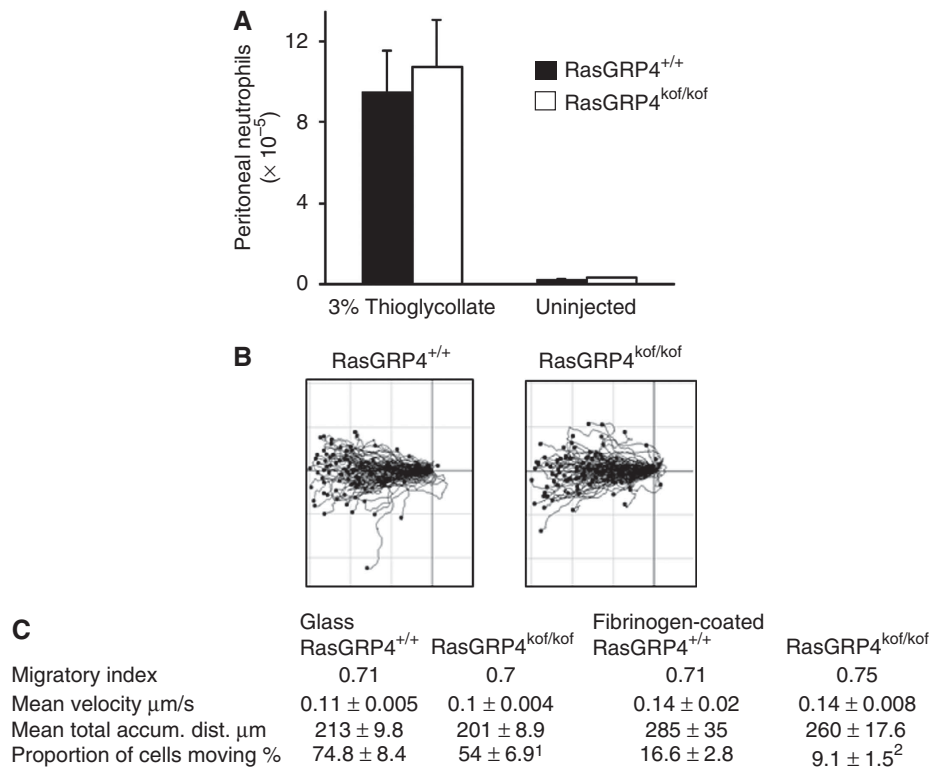 A
12
8
4
0
Peritoneal neutrophils
(× 10⁻⁵)
RasGRP4⁺/⁺
RasGRP4ᵏᵒᶠ/ᵏᵒᶠ
3% Thioglycollate
Uninjected
B
RasGRP4⁺/⁺
RasGRP4ᵏᵒᶠ/ᵏᵒᶠ
C
Glass Fibrinogen-coated
RasGRP4⁺/⁺ RasGRP4ᵏᵒᶠ/ᵏᵒᶠ RasGRP4⁺/⁺ RasGRP4ᵏᵒᶠ/ᵏᵒᶠ
Migratory index 0.71 0.7 0.71 0.75
Mean velocity μm/s 0.11 ± 0.005 0.1 ± 0.004 0.14 ± 0.02 0.14 ± 0.008
Mean total accum. dist. μm 213 ± 9.8 201 ± 8.9 285 ± 35 260 ± 17.6
Proportion of cells moving % 74.8 ± 8.4 54 ± 6.9¹ 16.6 ± 2.8 9.1 ± 1.5²